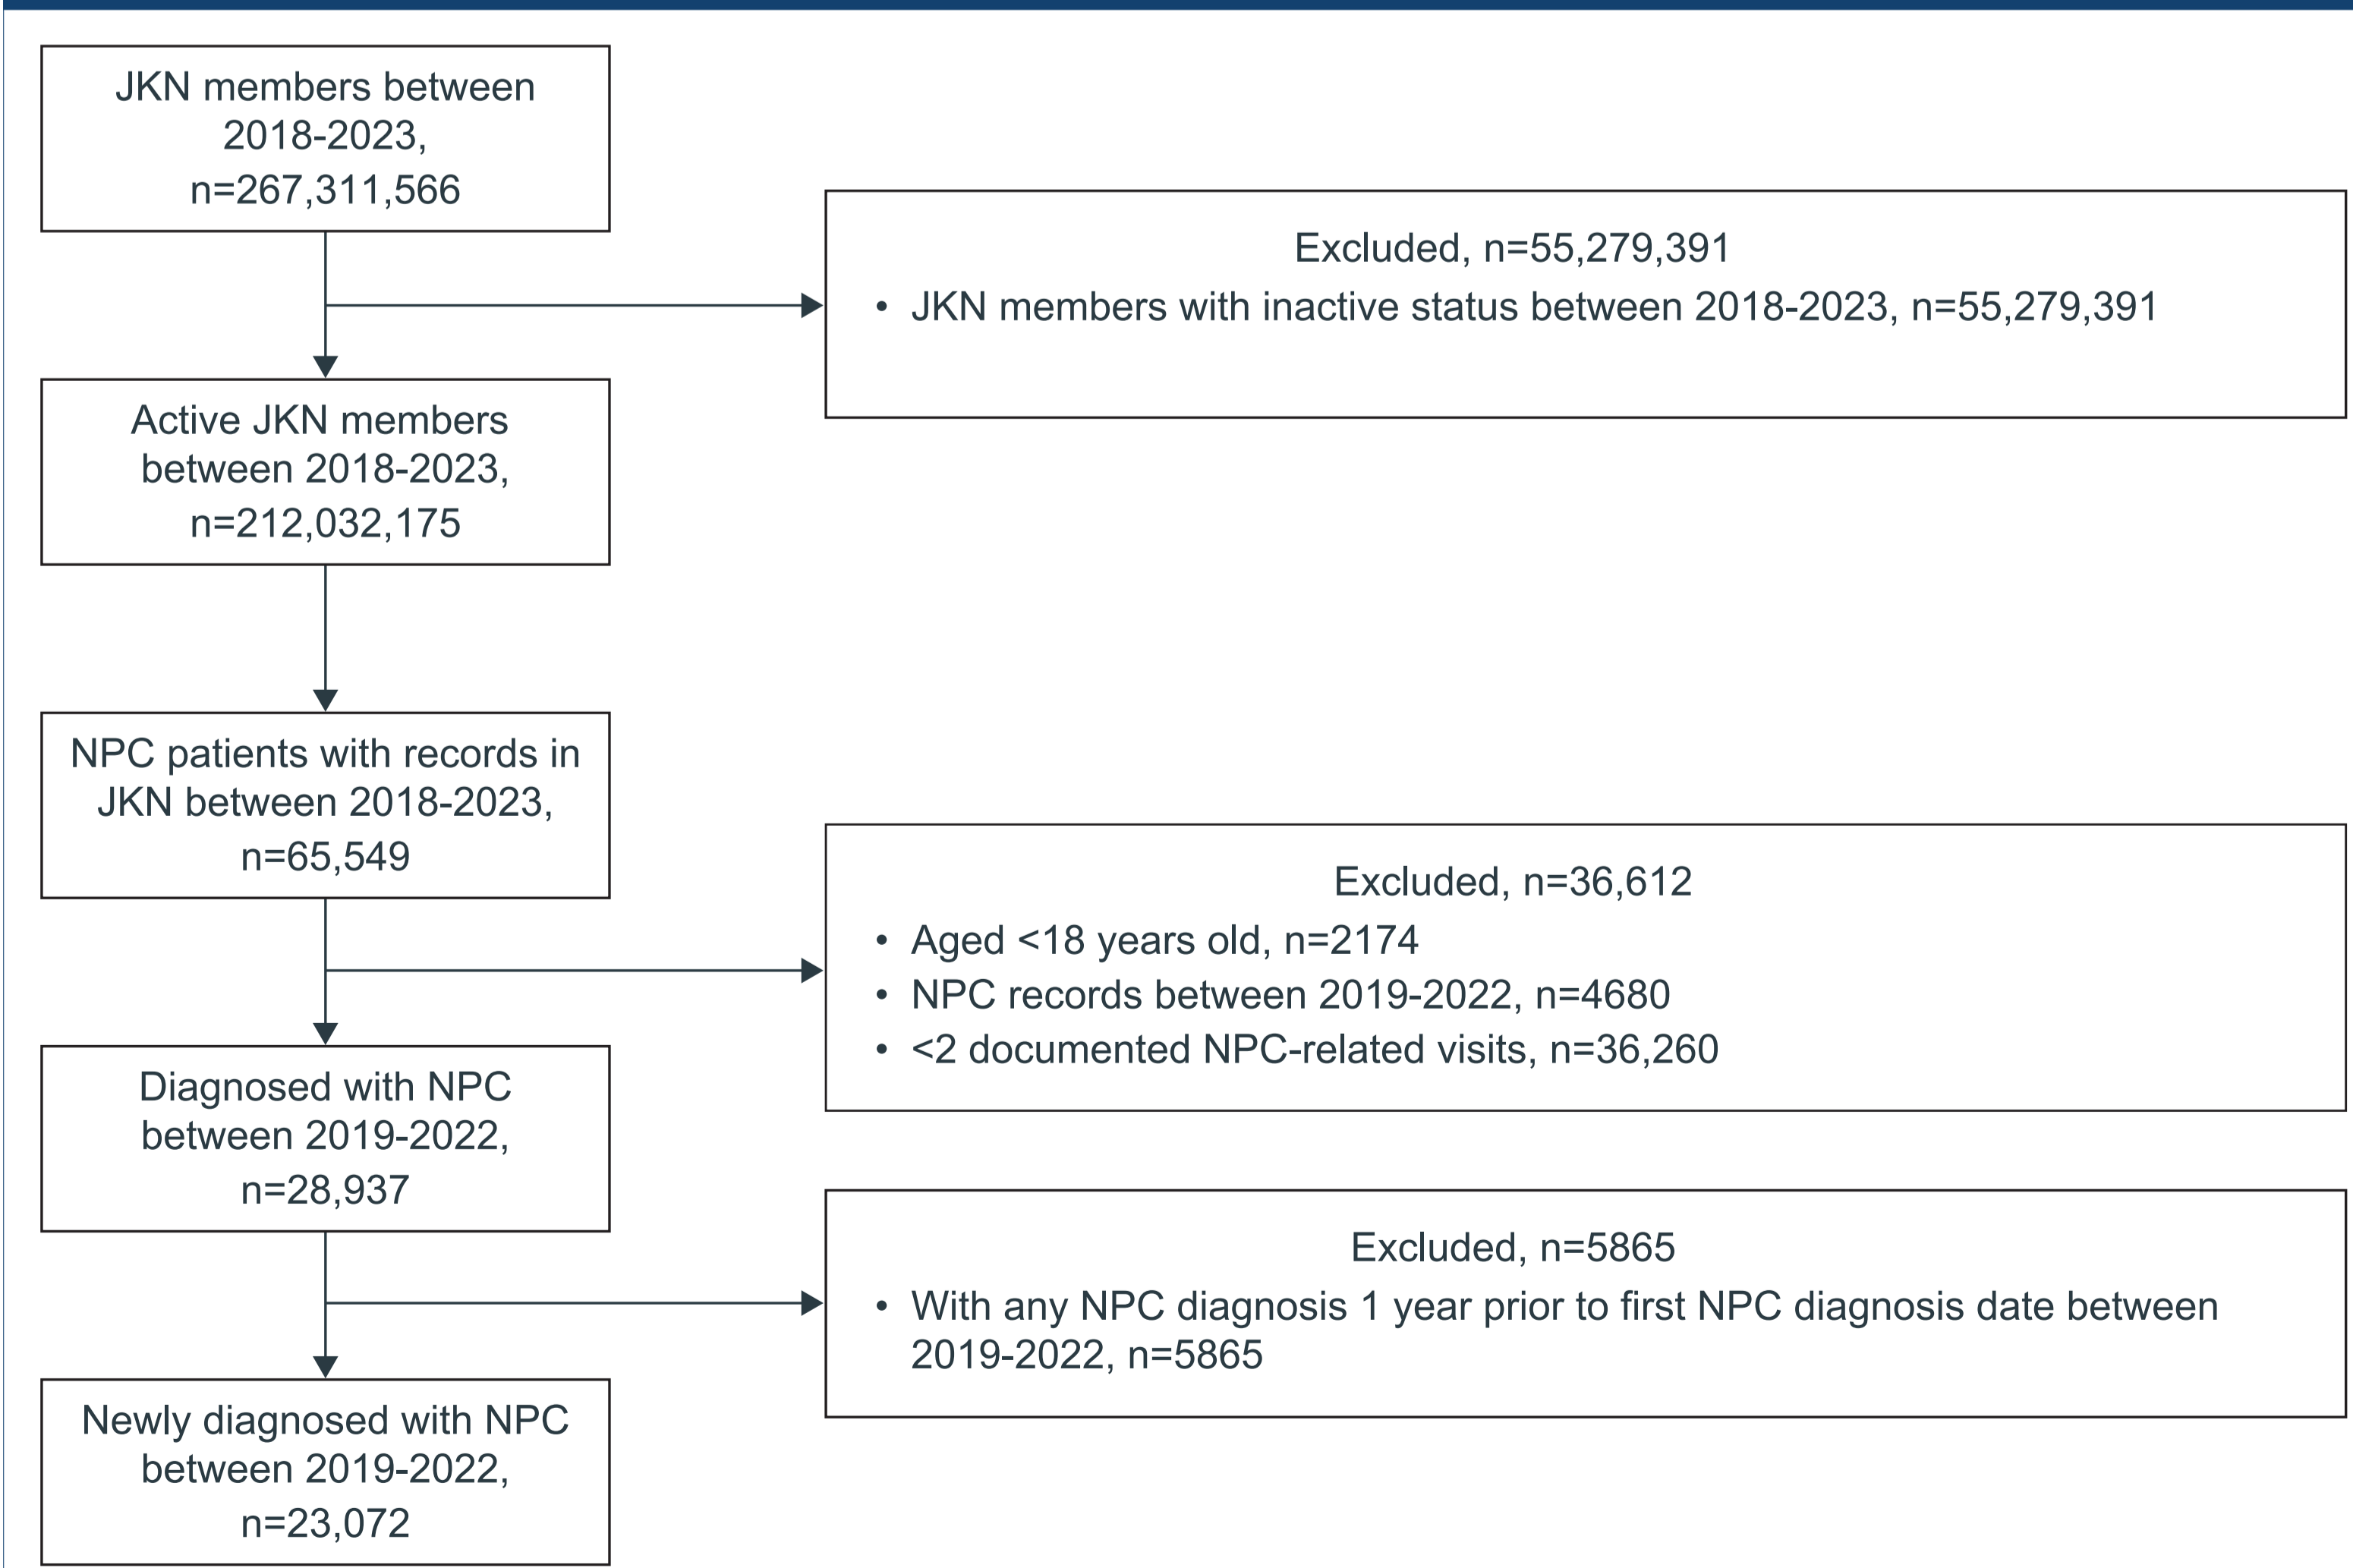 JKN members between
2018-2023,
n=267,311,566
Excluded, n=55,279,391
• JKN members with inactive status between 2018-2023, n=55,279,391
Active JKN members
between 2018-2023,
n=212,032,175
NPC patients with records in
JKN between 2018-2023,
n=65,549
Excluded, n=36,612
• Aged <18 years old, n=2174
• NPC records between 2019-2022, n=4680
• <2 documented NPC-related visits, n=36,260
Diagnosed with NPC
between 2019-2022,
n=28,937
Excluded, n=5865
• With any NPC diagnosis 1 year prior to first NPC diagnosis date between
2019-2022, n=5865
Newly diagnosed with NPC
between 2019-2022,
n=23,072